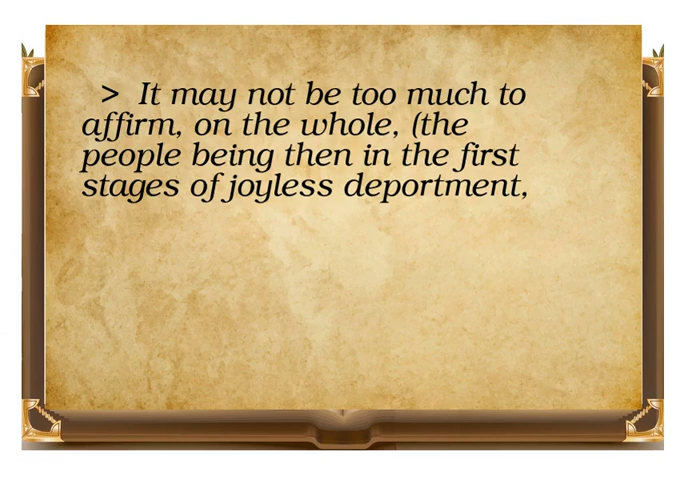 > It may not be too much to
affirm, on the whole, (the
people being then in the first
stages of joyless deportment,